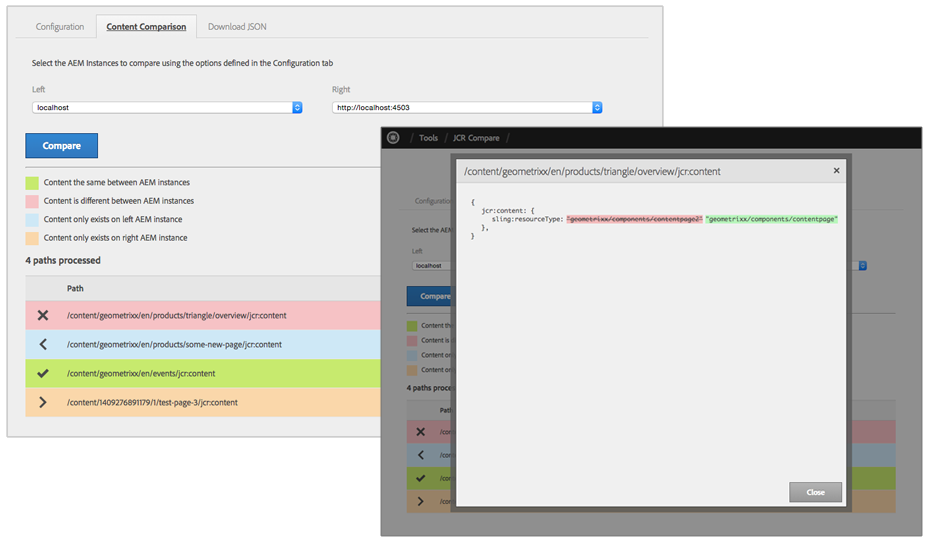 Configuration
Content Comparison
Download JSON
Select the AEM Instances to compare using the options defined in the Configuration tab
Left
Right
localhost
http://localhost:4503
Compare
Content the same between AEM instances
Content is different between AEM instances
Content only exists on left AEM instance
Content only exists on right AEM instance
4 paths processed
Path
/content/geometrixx/en/products/triangle/overview/jcr:content
/content/geometrixx/en/products/some-new-page/jcr:content
/content/geometrixx/en/events/jcr:content
/content/1409276891179/1/test-page-3/jcr:content
/ Tools / JCR Compare /
Configuratio
Select the AEM
Left
localhost
Compare
Content the
Content is
Content on
Content on
4 paths proce
Path
/con
/con
/con
/con
/content/geometrixx/en/products/triangle/overview/jcr:content
{
jcr:content: {
sling:resourceType: "geometrixx/components/contentpage2" "geometrixx/components/contentpage"
},
}
Close